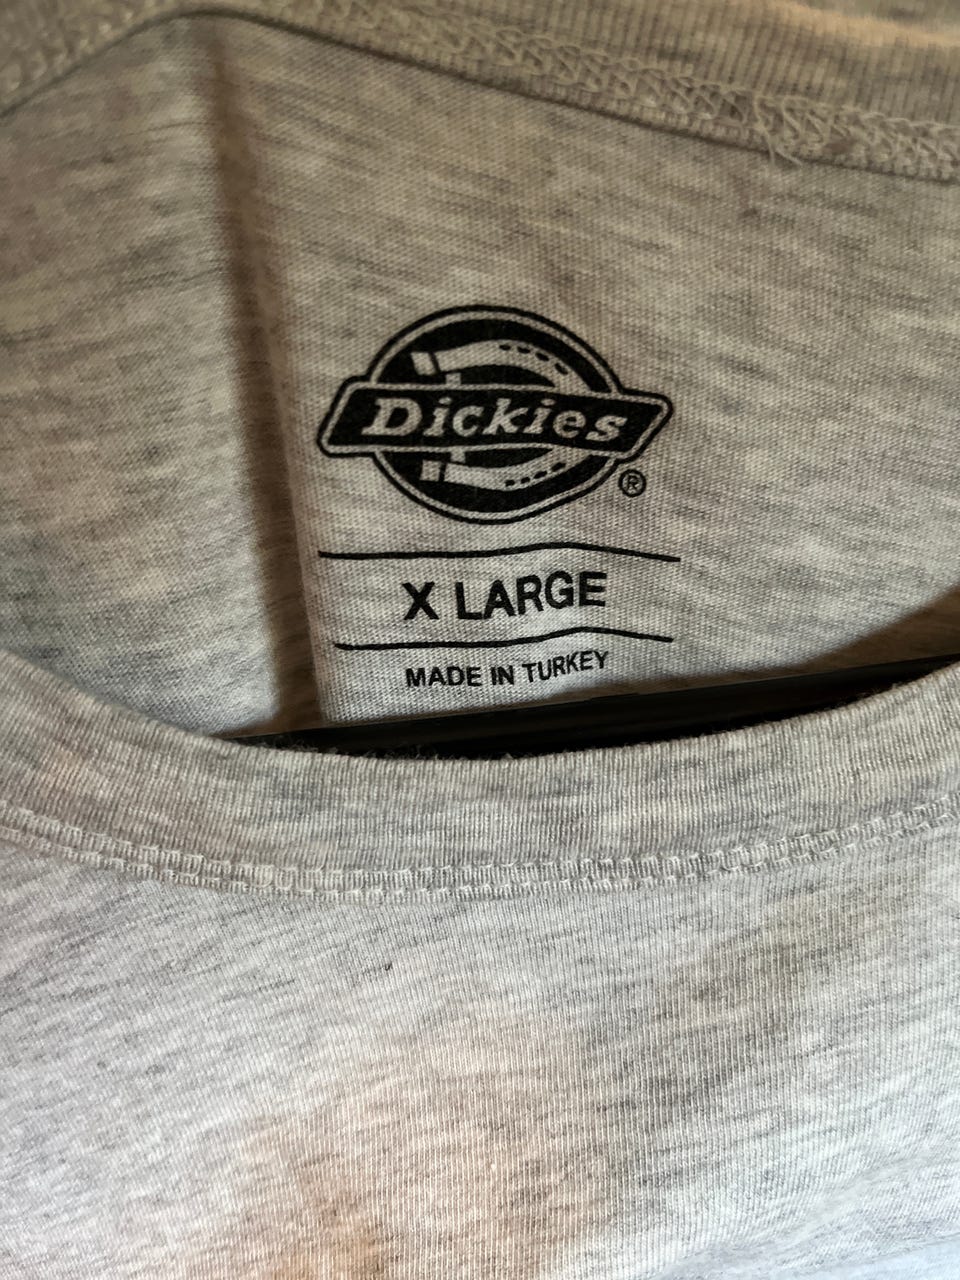 Dickies
®
X LARGE
MADE IN TURKEY